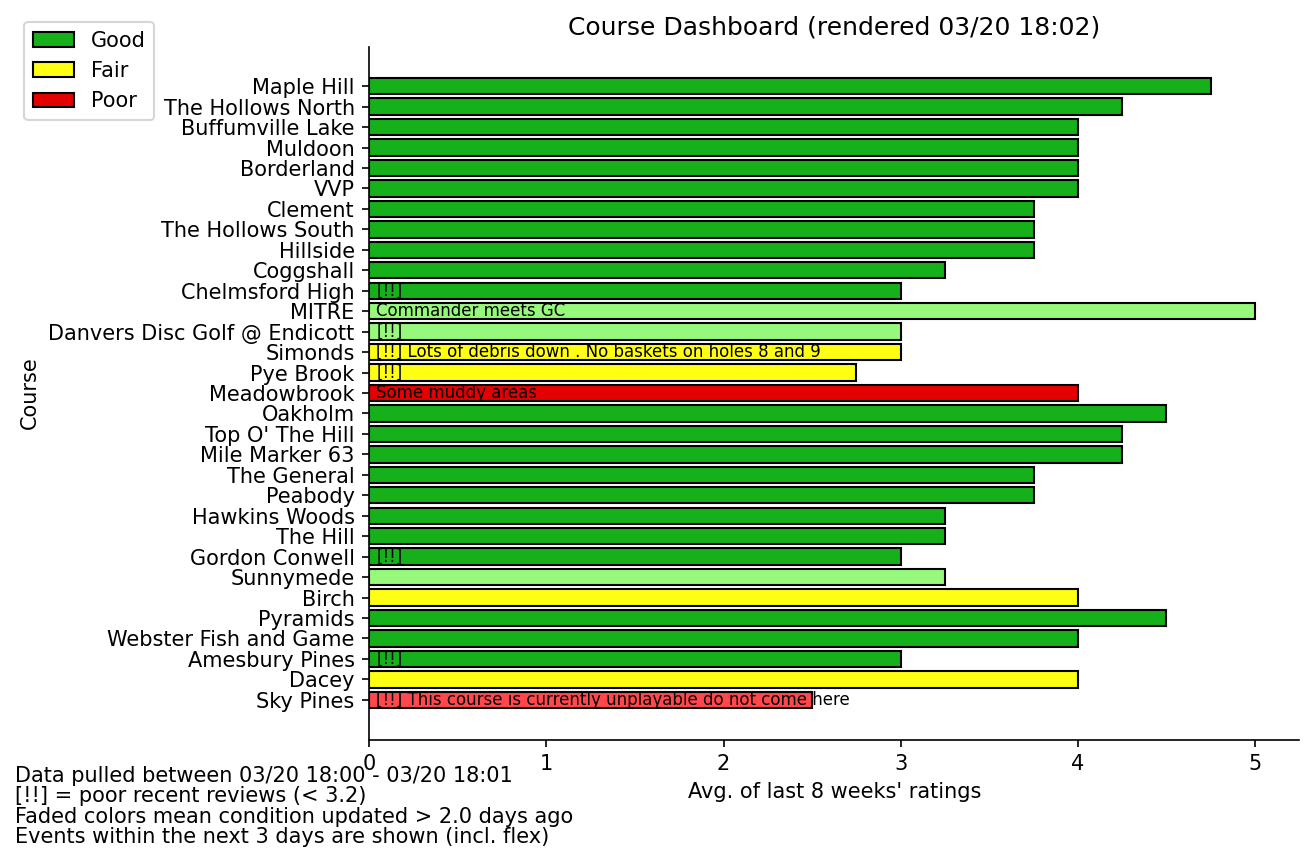 Course Dashboard (rendered 03/20 18:02)
Good
Fair
Poor
Course
Maple Hill
The Hollows North
Buffumville Lake
Muldoon
Borderland
VVP
Clement
The Hollows South
Hillside
Coggshall
Chelmsford High [!!]
MITRE Commander meets GC
Danvers Disc Golf @ Endicott [!!]
Simonds [!!] Lots of debris down . No baskets on holes 8 and 9
Pye Brook [!!]
Meadowbrook Some muddy areas
Oakholm
Top O' The Hill
Mile Marker 63
The General
Peabody
Hawkins Woods
The Hill
Gordon Conwell [!!]
Sunnymede
Birch
Pyramids
Webster Fish and Game
Amesbury Pines [!!]
Dacey
Sky Pines [!!] This course is currently unplayable do not come here
0 1 2 3 4 5
Avg. of last 8 weeks' ratings
Data pulled between 03/20 18:00 - 03/20 18:01
[!!] = poor recent reviews (< 3.2)
Faded colors mean condition updated > 2.0 days ago
Events within the next 3 days are shown (incl. flex)